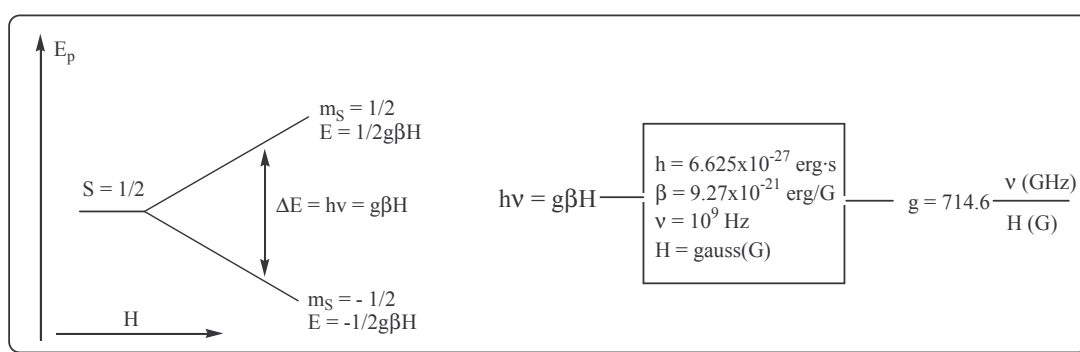 E_p
m_S = 1/2
E = 1/2gβH
S = 1/2
ΔE = hν = gβH
m_S = - 1/2
E = -1/2gβH
H
hν = gβH
h = 6.625x10^-27 erg·s
β = 9.27x10^-21 erg/G
ν = 10^9 Hz
H = gauss(G)
g = 714.6 ν (GHz)
H (G)